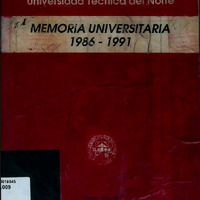 Universidad Técnica del Norte
MEMORIA UNIVERSITARIA
1986 - 1991